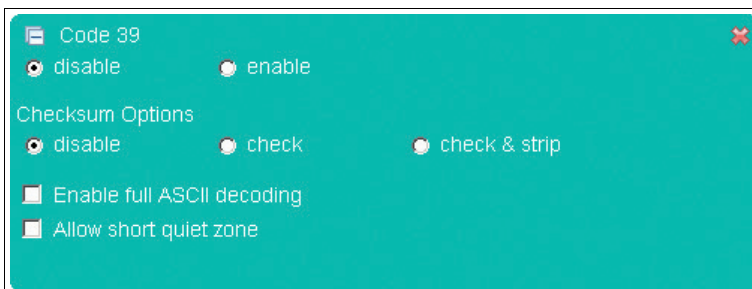 Code 39
disable enable
Checksum Options
disable check check & strip
Enable full ASCII decoding
Allow short quiet zone